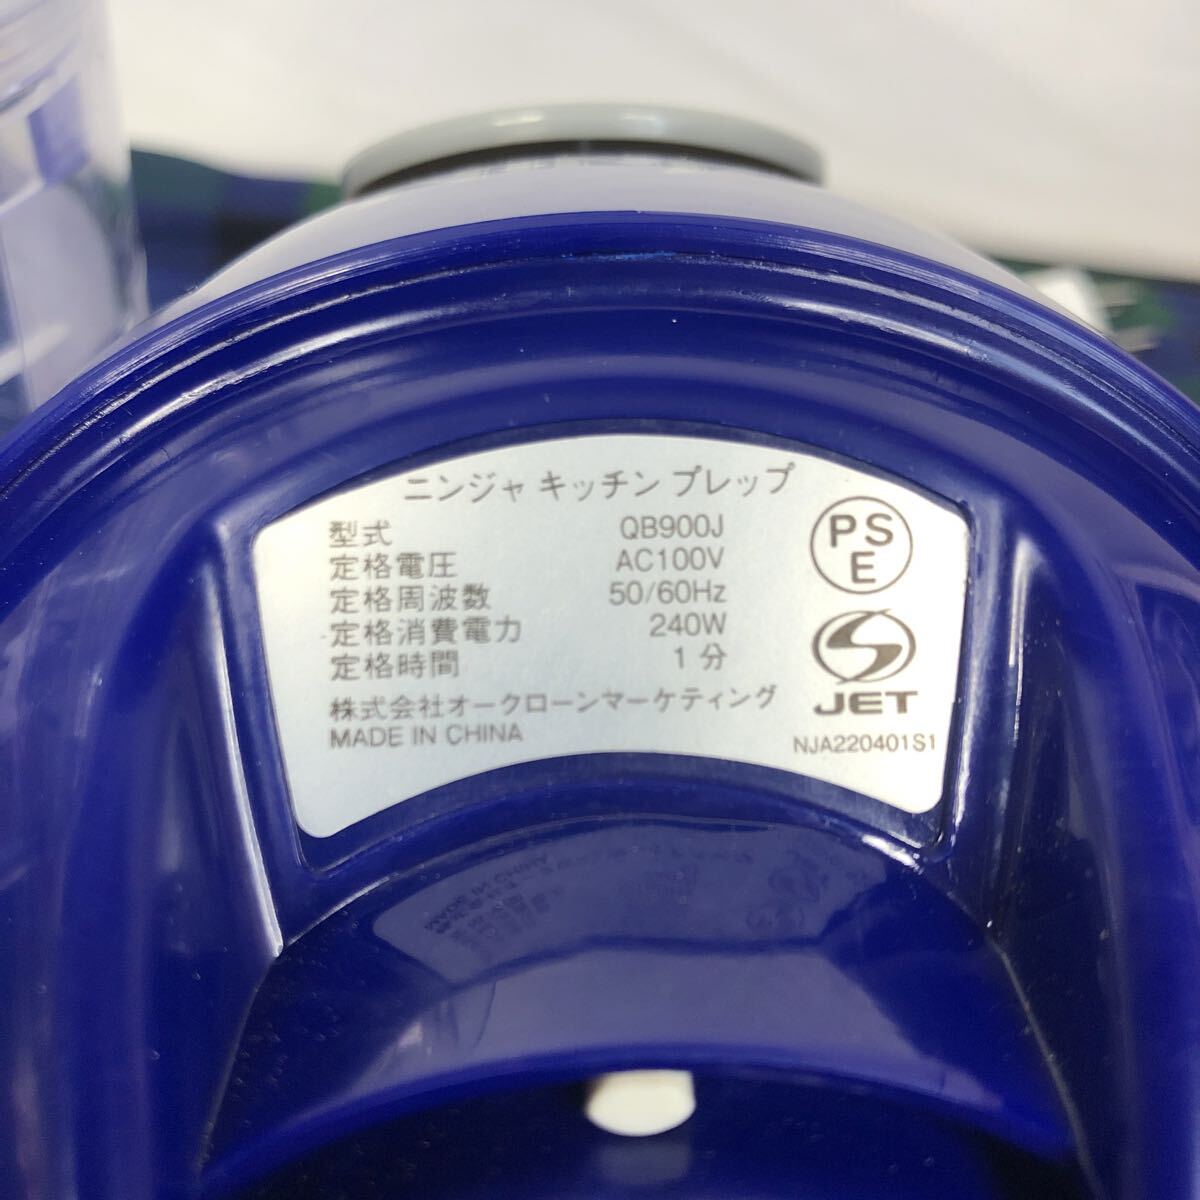 ニンジャ キッチン プレップ
型式 QB900J
定格電圧 AC100V
定格周波数 50/60Hz
定格消費電力 240W
定格時間 1 分
株式会社オークローンマーケティング
MADE IN CHINA
PSE
JET
NJA220401S1